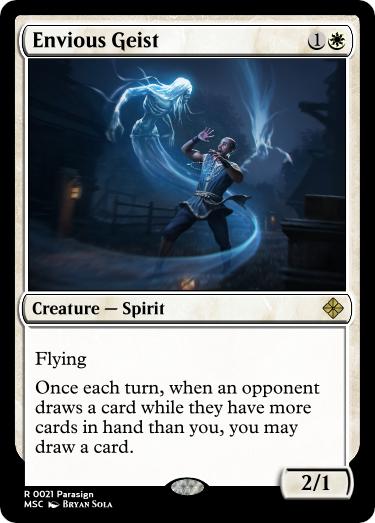 Envious Geist 1
Creature — Spirit
Flying
Once each turn, when an opponent
draws a card while they have more
cards in hand than you, you may
draw a card.
2/1
R 0021 Parasign
MSC Bryan Sola